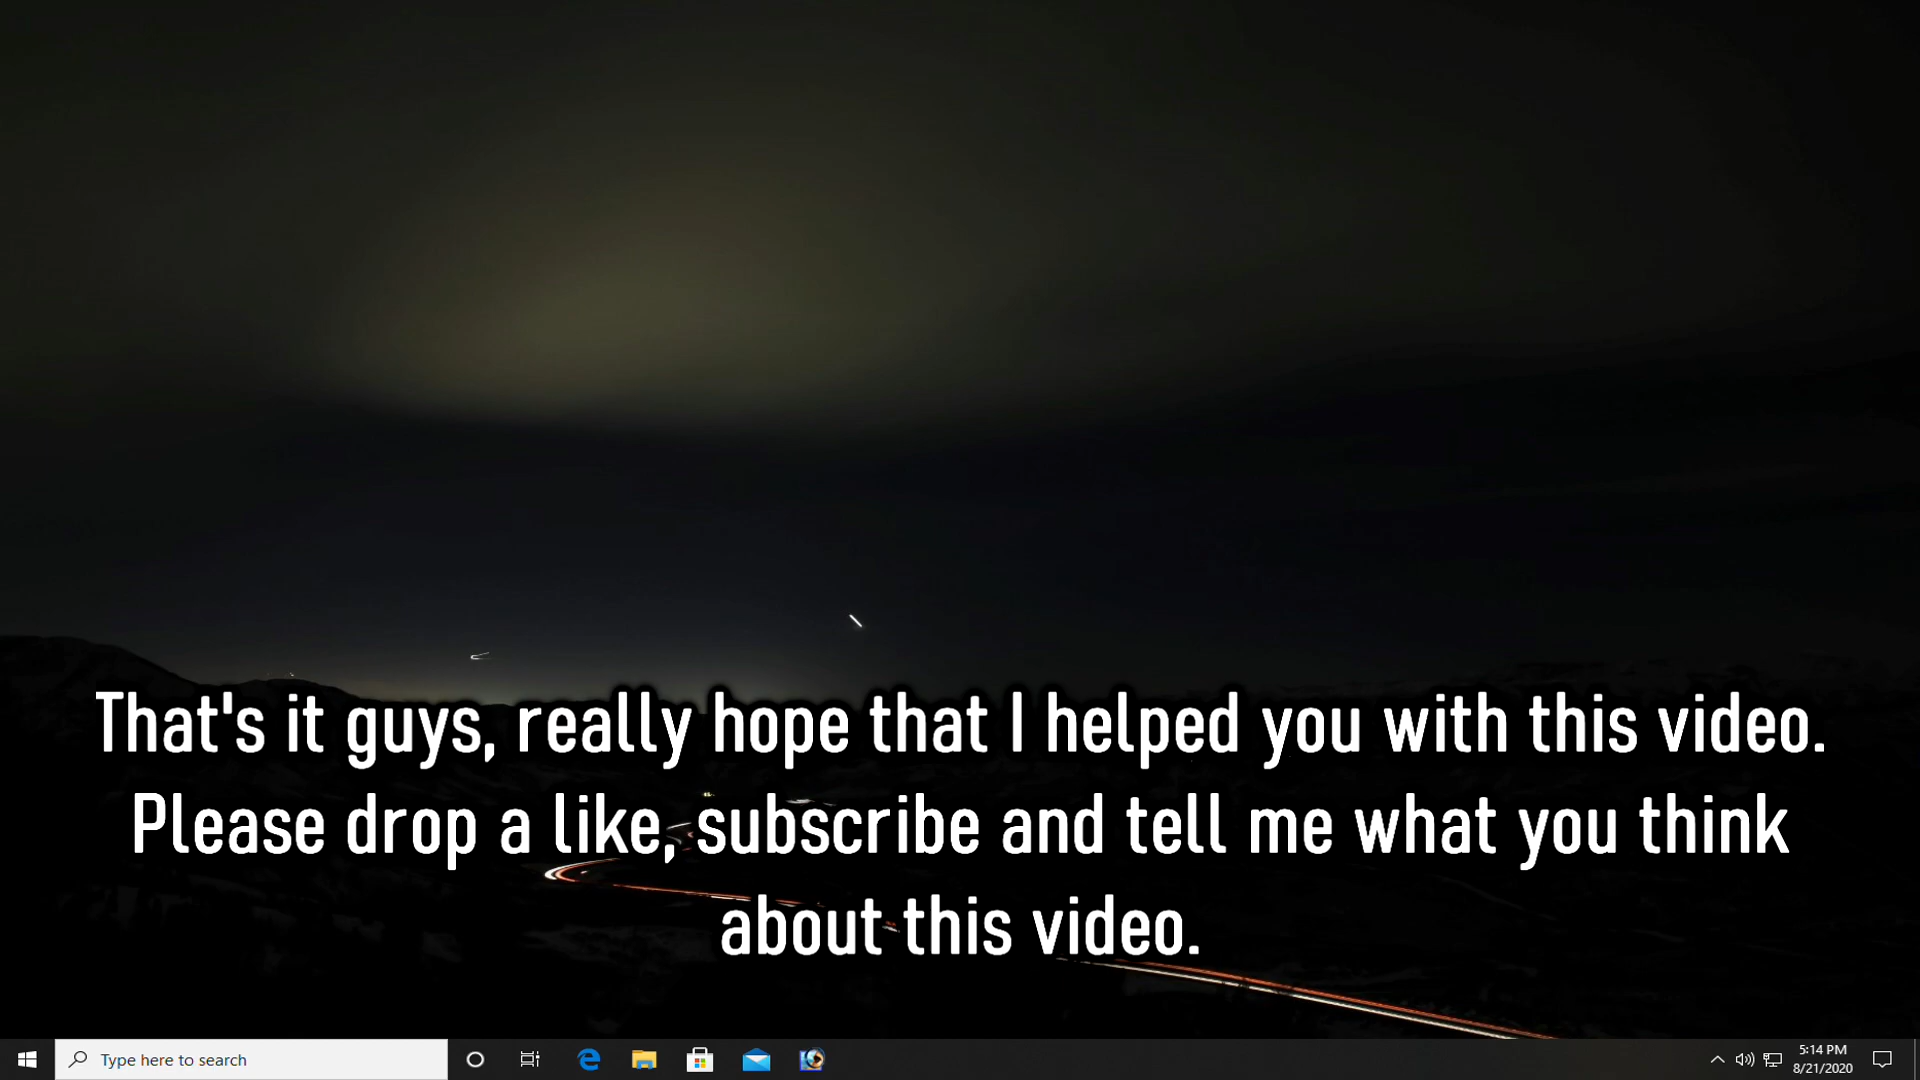 That's it guys, really hope that I helped you with this video.
Please drop a like, subscribe and tell me what you think
about this video.
Type here to search
5:14 PM
8/21/2020